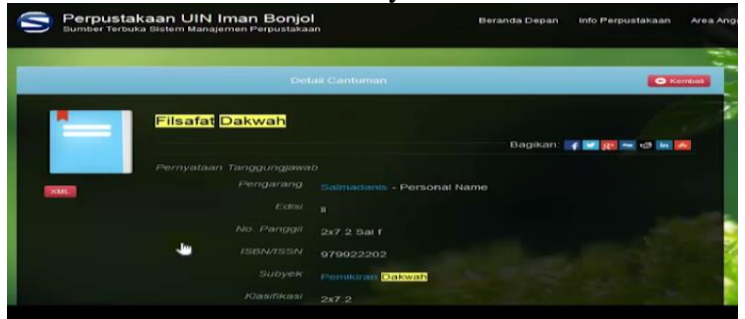 Perpustakaan UIN Iman Bonjol
Sumber Terbuka Sistem Manajemen Perpustakaan
Beranda Depan Info Perpustakaan Area Ang
Detail Cantuman
Kembali
Filsafat Dakwah
Bagikan:
Pernyataan Tanggungjawab
XML
Pengarang Salmadanis - Personal Name
Edisi II
No. Panggil 2x7.2 Sal f
ISBN/ISSN 979922202
Subyek Pemikiran Dakwah
Klasifikasi 2x7.2